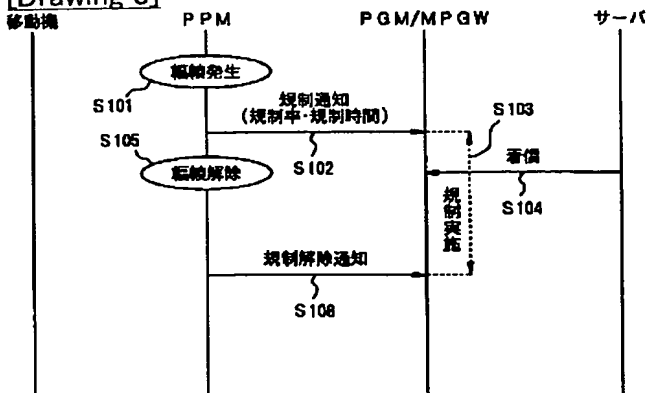 移動機
PPM
PGM/MPGW
サーバ
輻輳発生
S101
規制通知
(規制率・規制時間)
S102
S103
S105
輻輳解除
着信
S104
規制実施
規制解除通知
S108